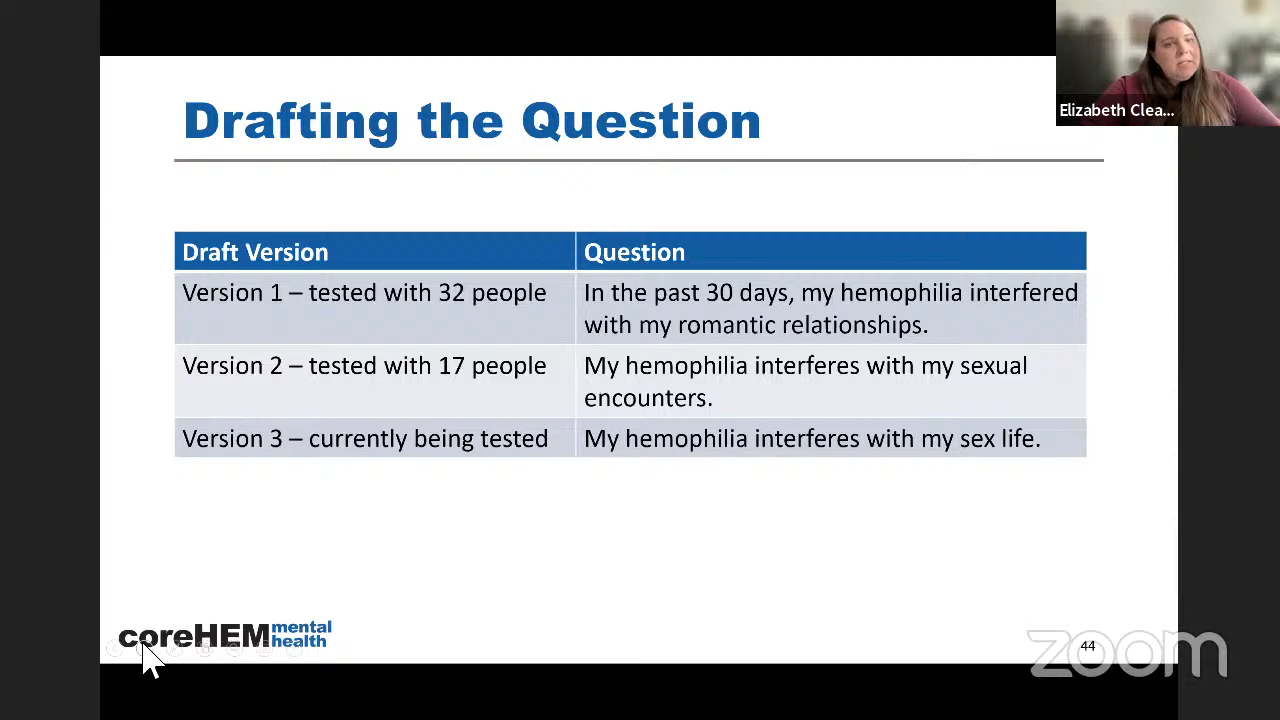 Drafting the Question
Elizabeth Clea...
Draft Version
Question
Version 1 – tested with 32 people
In the past 30 days, my hemophilia interfered
with my romantic relationships.
Version 2 – tested with 17 people
My hemophilia interferes with my sexual
encounters.
Version 3 – currently being tested
My hemophilia interferes with my sex life.
coreHEM mental
health
44
zoom